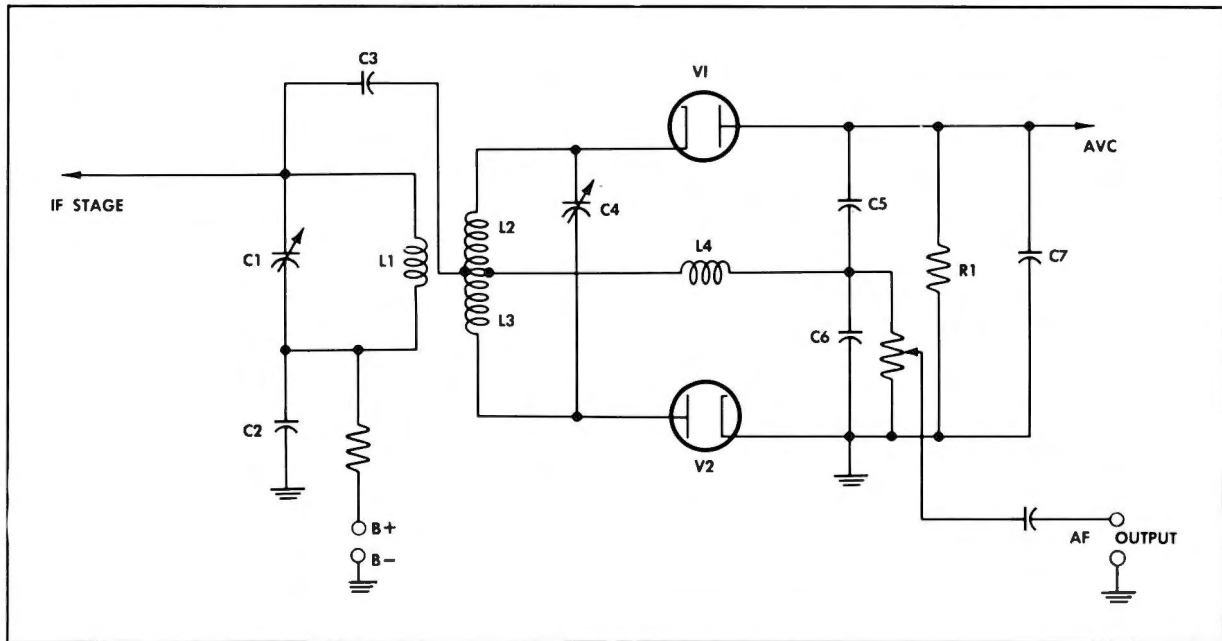 C3
V1
AVC
IF STAGE
C1
L1
L2
C4
C5
L4
R1
C7
L3
C6
C2
V2
B+
B−
AF OUTPUT